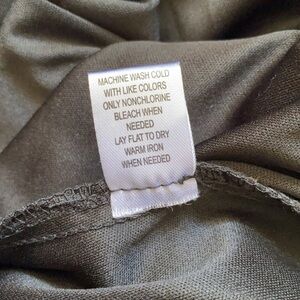 MACHINE WASH COLD
WITH LIKE COLORS
ONLY NONCHLORINE
BLEACH WHEN
NEEDED
LAY FLAT TO DRY
WARM IRON
WHEN NEEDED